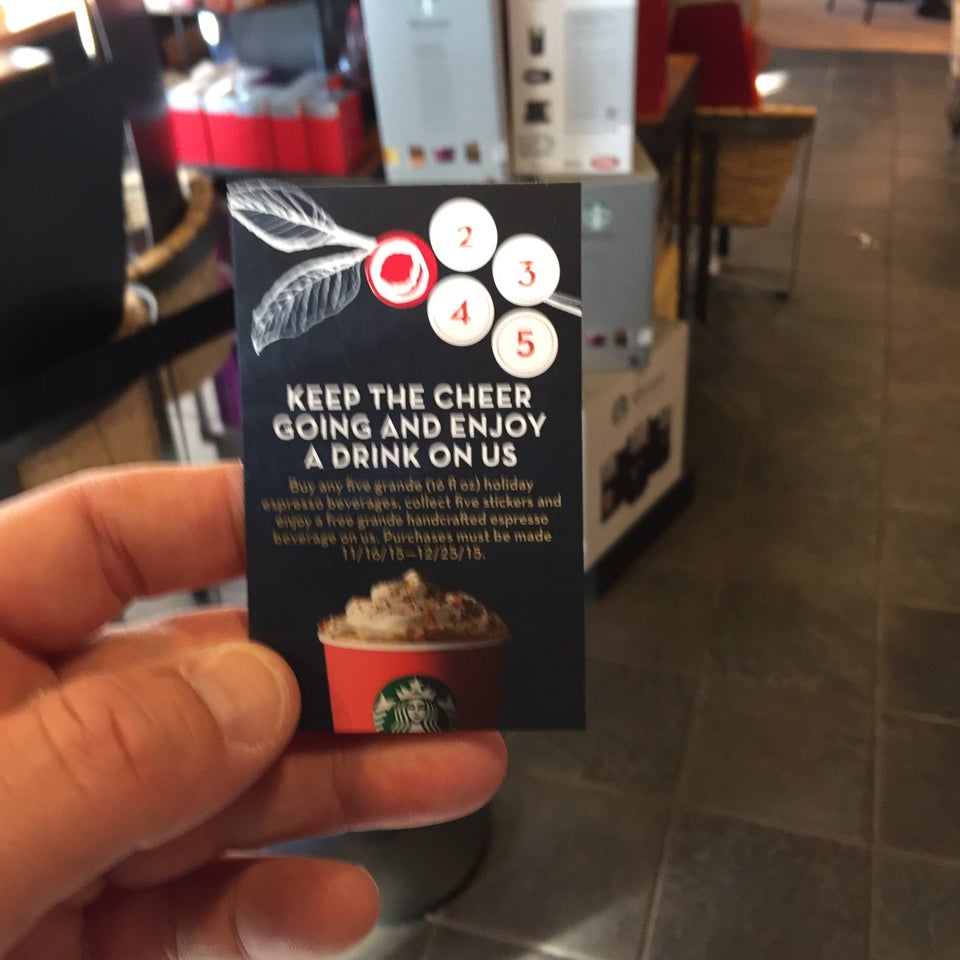 2
3
4
5
KEEP THE CHEER
GOING AND ENJOY
A DRINK ON US
Buy any five grande (16 fl oz) holiday
espresso beverages, collect five stickers and
enjoy a free grande handcrafted espresso
beverage on us. Purchases must be made
11/16/15—12/25/15.